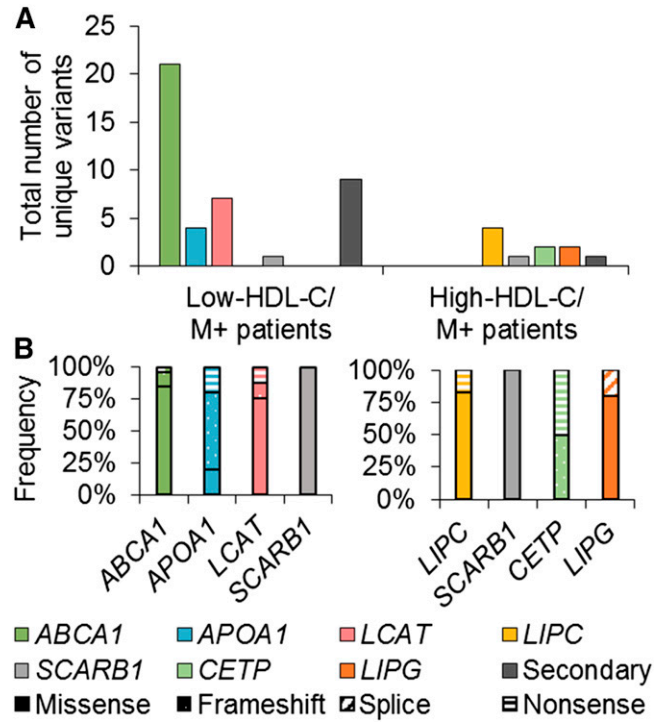 A
Total number of
unique variants
25
20
15
10
5
0
Low-HDL-C/
M+ patients
High-HDL-C/
M+ patients
B
Frequency
100%
75%
50%
25%
0%
ABCA1
APOA1
LCAT
SCARB1
100%
75%
50%
25%
0%
LIPC
SCARB1
CETP
LIPG
ABCA1 APOA1 LCAT LIPC
SCARB1 CETP LIPG Secondary
Missense Frameshift Splice Nonsense